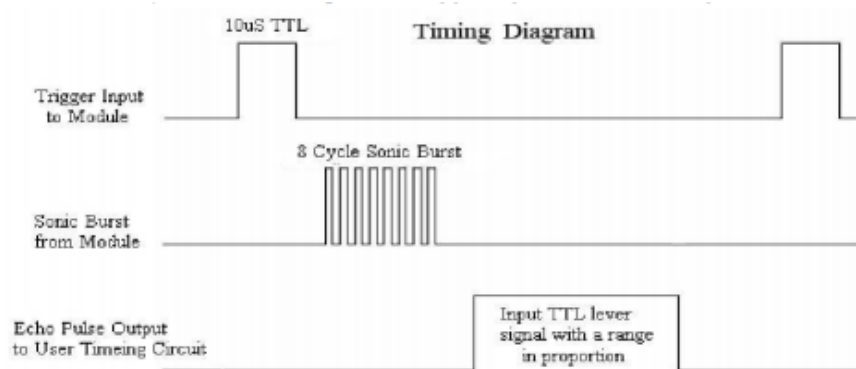 10uS TTL
Timing Diagram
Trigger Input
to Module
8 Cycle Sonic Burst
Sonic Burst
from Module
Echo Pulse Output
to User Timeing Circuit
Input TTL lever
signal with a range
in proportion